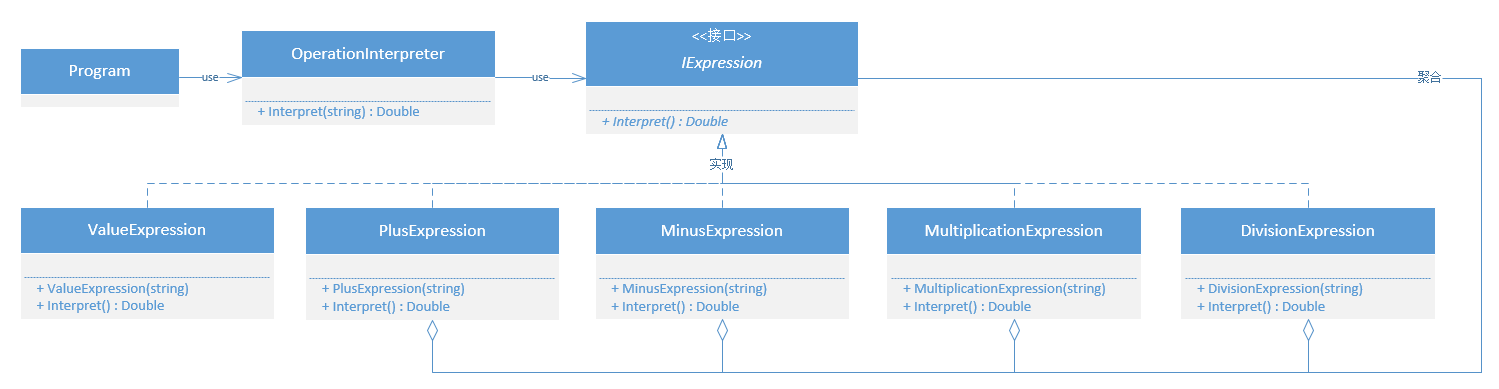 Program
use
OperationInterpreter
+ Interpret(string) : Double
use
<<接口>>
IExpression
+ Interpret() : Double
聚合
实现
ValueExpression
+ ValueExpression(string)
+ Interpret() : Double
PlusExpression
+ PlusExpression(string)
+ Interpret() : Double
MinusExpression
+ MinusExpression(string)
+ Interpret() : Double
MultiplicationExpression
+ MultiplicationExpression(string)
+ Interpret() : Double
DivisionExpression
+ DivisionExpression(string)
+ Interpret() : Double